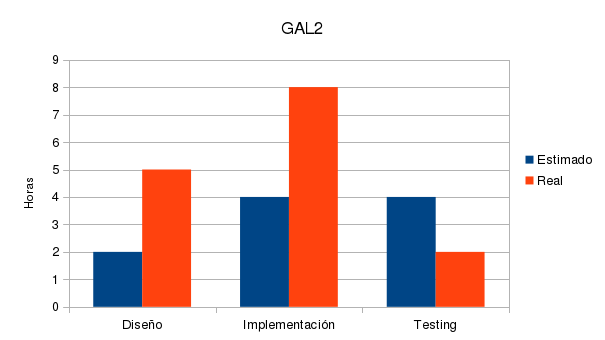 GAL2
9
8
7
6
5
4
3
2
1
0
Horas
Diseño
Implementación
Testing
Estimado
Real